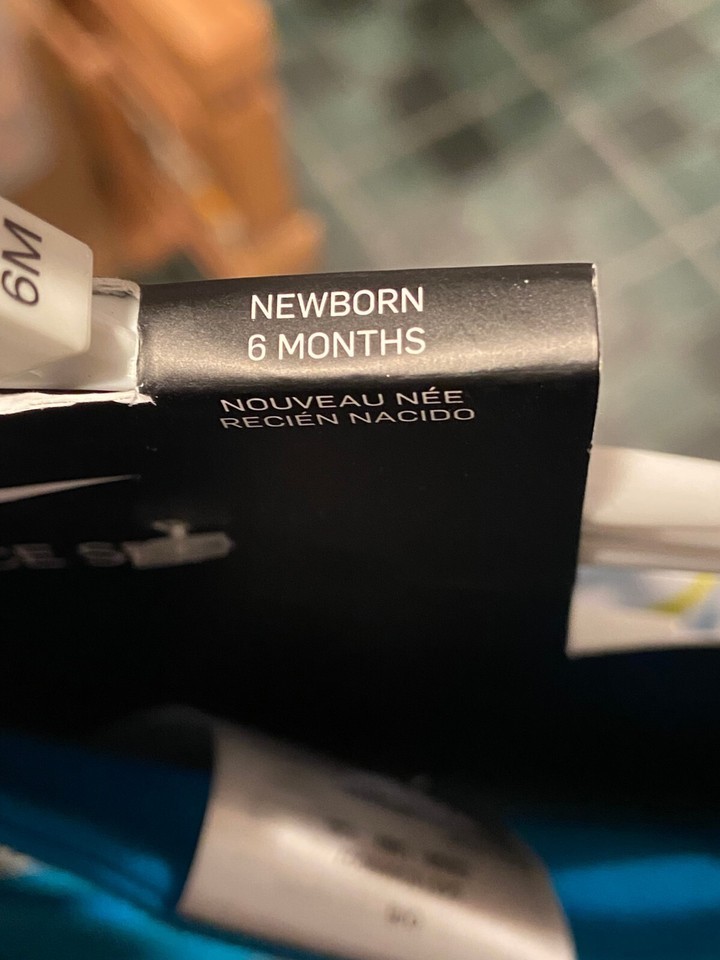 6M
NEWBORN
6 MONTHS
NOUVEAU NÉE
RECIÉN NACIDO